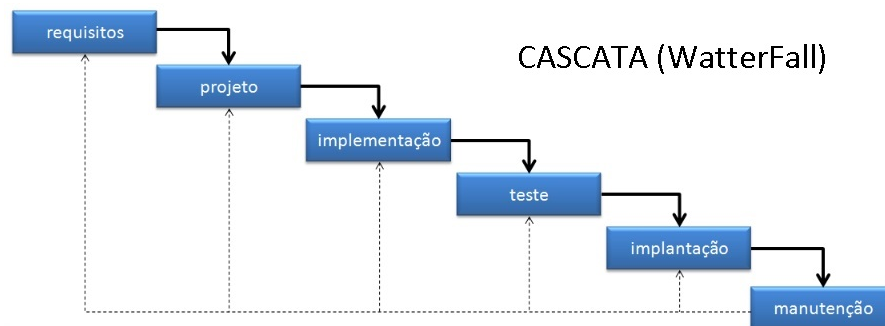 requisitos
CASCATA (WatterFall)
projeto
implementação
teste
implantação
manutenção